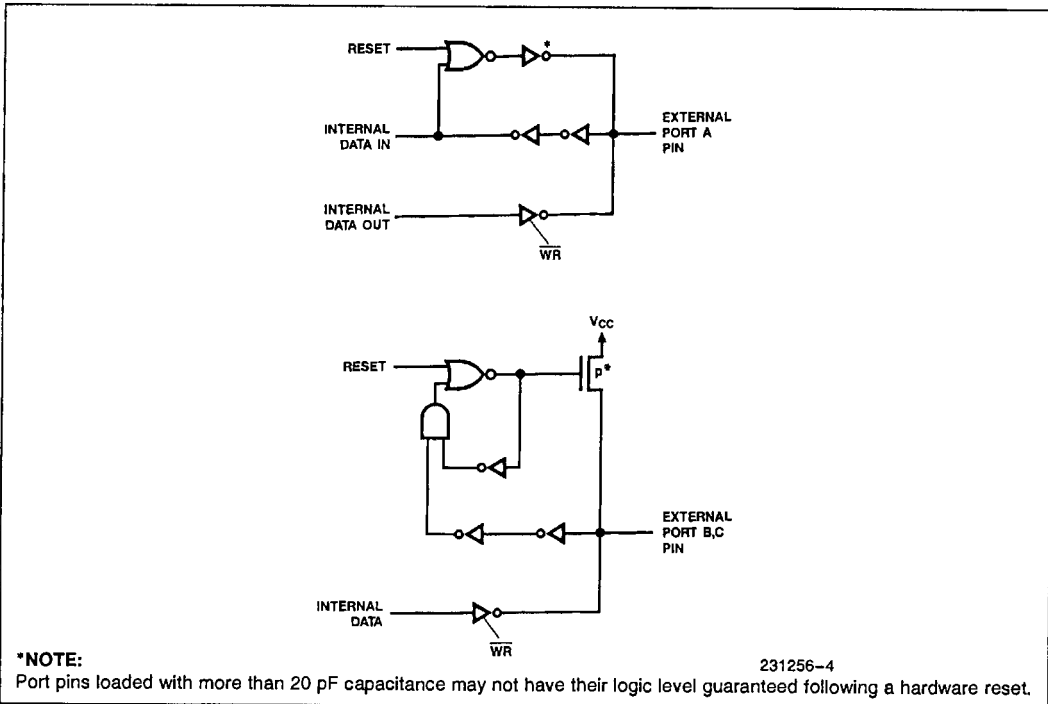 RESET
*
INTERNAL
DATA IN
EXTERNAL
PORT A
PIN
INTERNAL
DATA OUT
WR
VCC
RESET
P*
EXTERNAL
PORT B,C
PIN
INTERNAL
DATA
WR
*NOTE:
231256–4
Port pins loaded with more than 20 pF capacitance may not have their logic level guaranteed following a hardware reset.